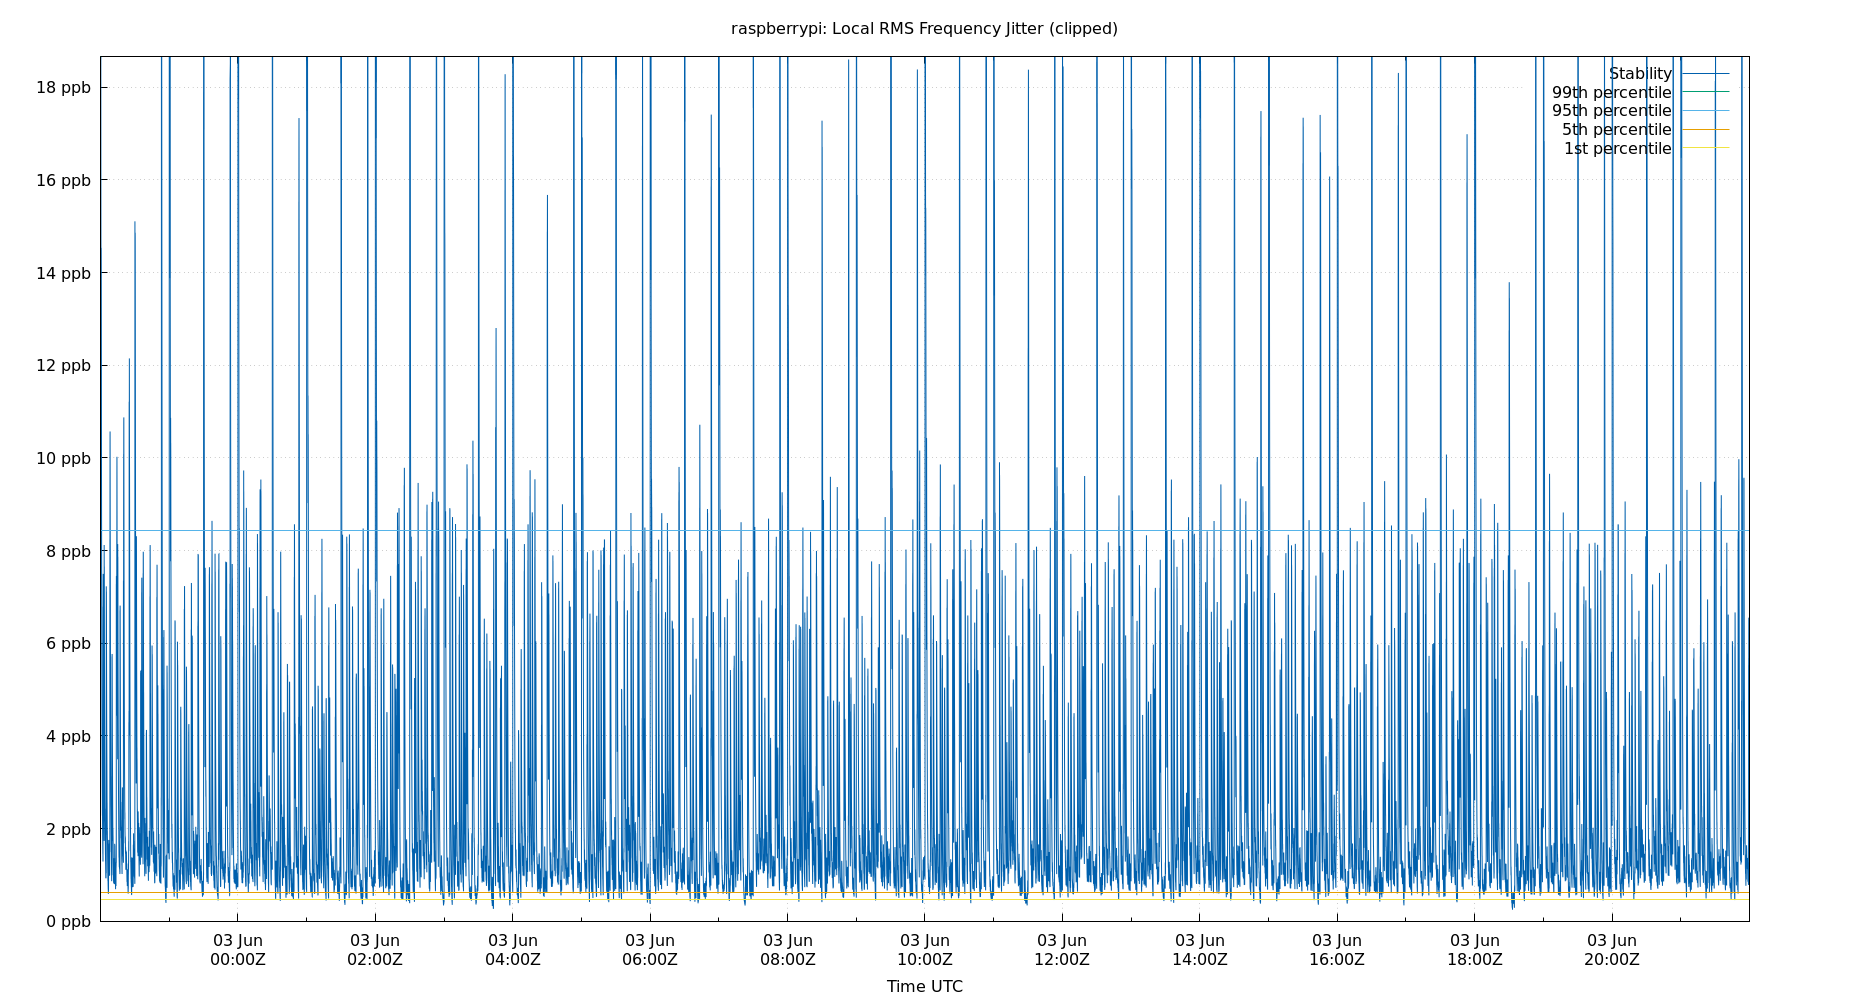 raspberrypi: Local RMS Frequency Jitter (clipped)
Stability
99th percentile
95th percentile
5th percentile
1st percentile
18 ppb
16 ppb
14 ppb
12 ppb
10 ppb
8 ppb
6 ppb
4 ppb
2 ppb
0 ppb
03 Jun 03 Jun 03 Jun 03 Jun 03 Jun 03 Jun 03 Jun 03 Jun 03 Jun 03 Jun 03 Jun
00:00Z 02:00Z 04:00Z 06:00Z 08:00Z 10:00Z 12:00Z 14:00Z 16:00Z 18:00Z 20:00Z
Time UTC